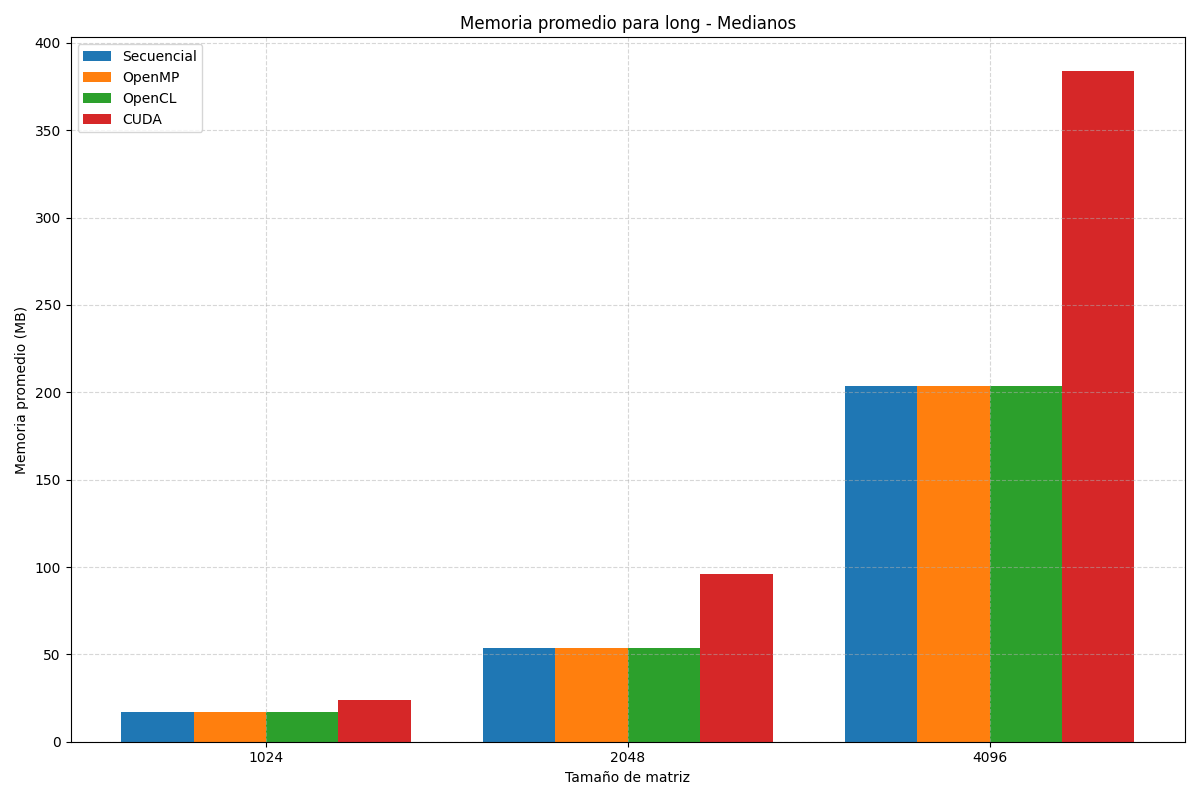 Memoria promedio para long - Medianos
Secuencial
OpenMP
OpenCL
CUDA
Memoria promedio (MB)
400
350
300
250
200
150
100
50
0
1024
2048
4096
Tamaño de matriz